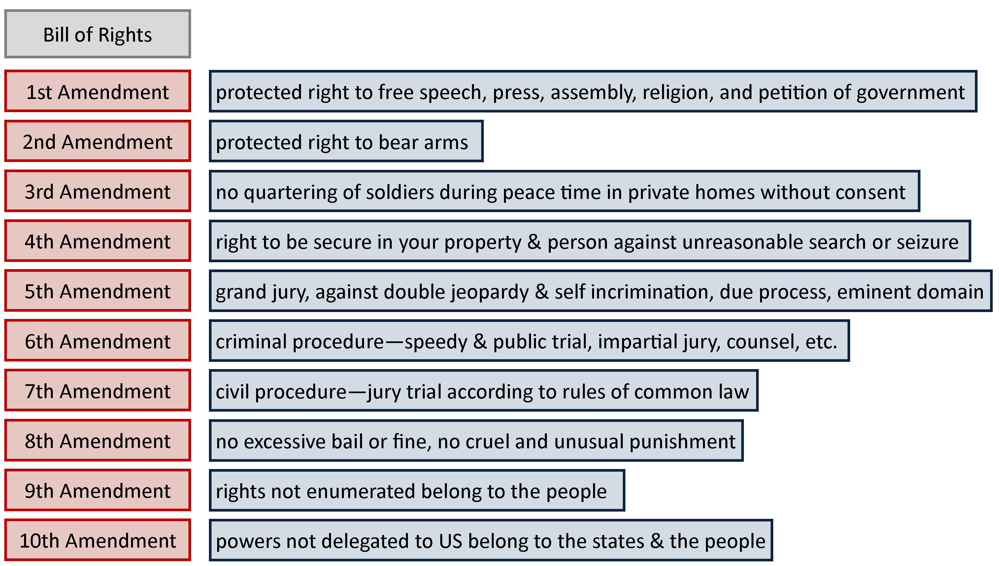 Bill of Rights
1st Amendment
protected right to free speech, press, assembly, religion, and petition of government
2nd Amendment
protected right to bear arms
3rd Amendment
no quartering of soldiers during peace time in private homes without consent
4th Amendment
right to be secure in your property & person against unreasonable search or seizure
5th Amendment
grand jury, against double jeopardy & self incrimination, due process, eminent domain
6th Amendment
criminal procedure—speedy & public trial, impartial jury, counsel, etc.
7th Amendment
civil procedure—jury trial according to rules of common law
8th Amendment
no excessive bail or fine, no cruel and unusual punishment
9th Amendment
rights not enumerated belong to the people
10th Amendment
powers not delegated to US belong to the states & the people